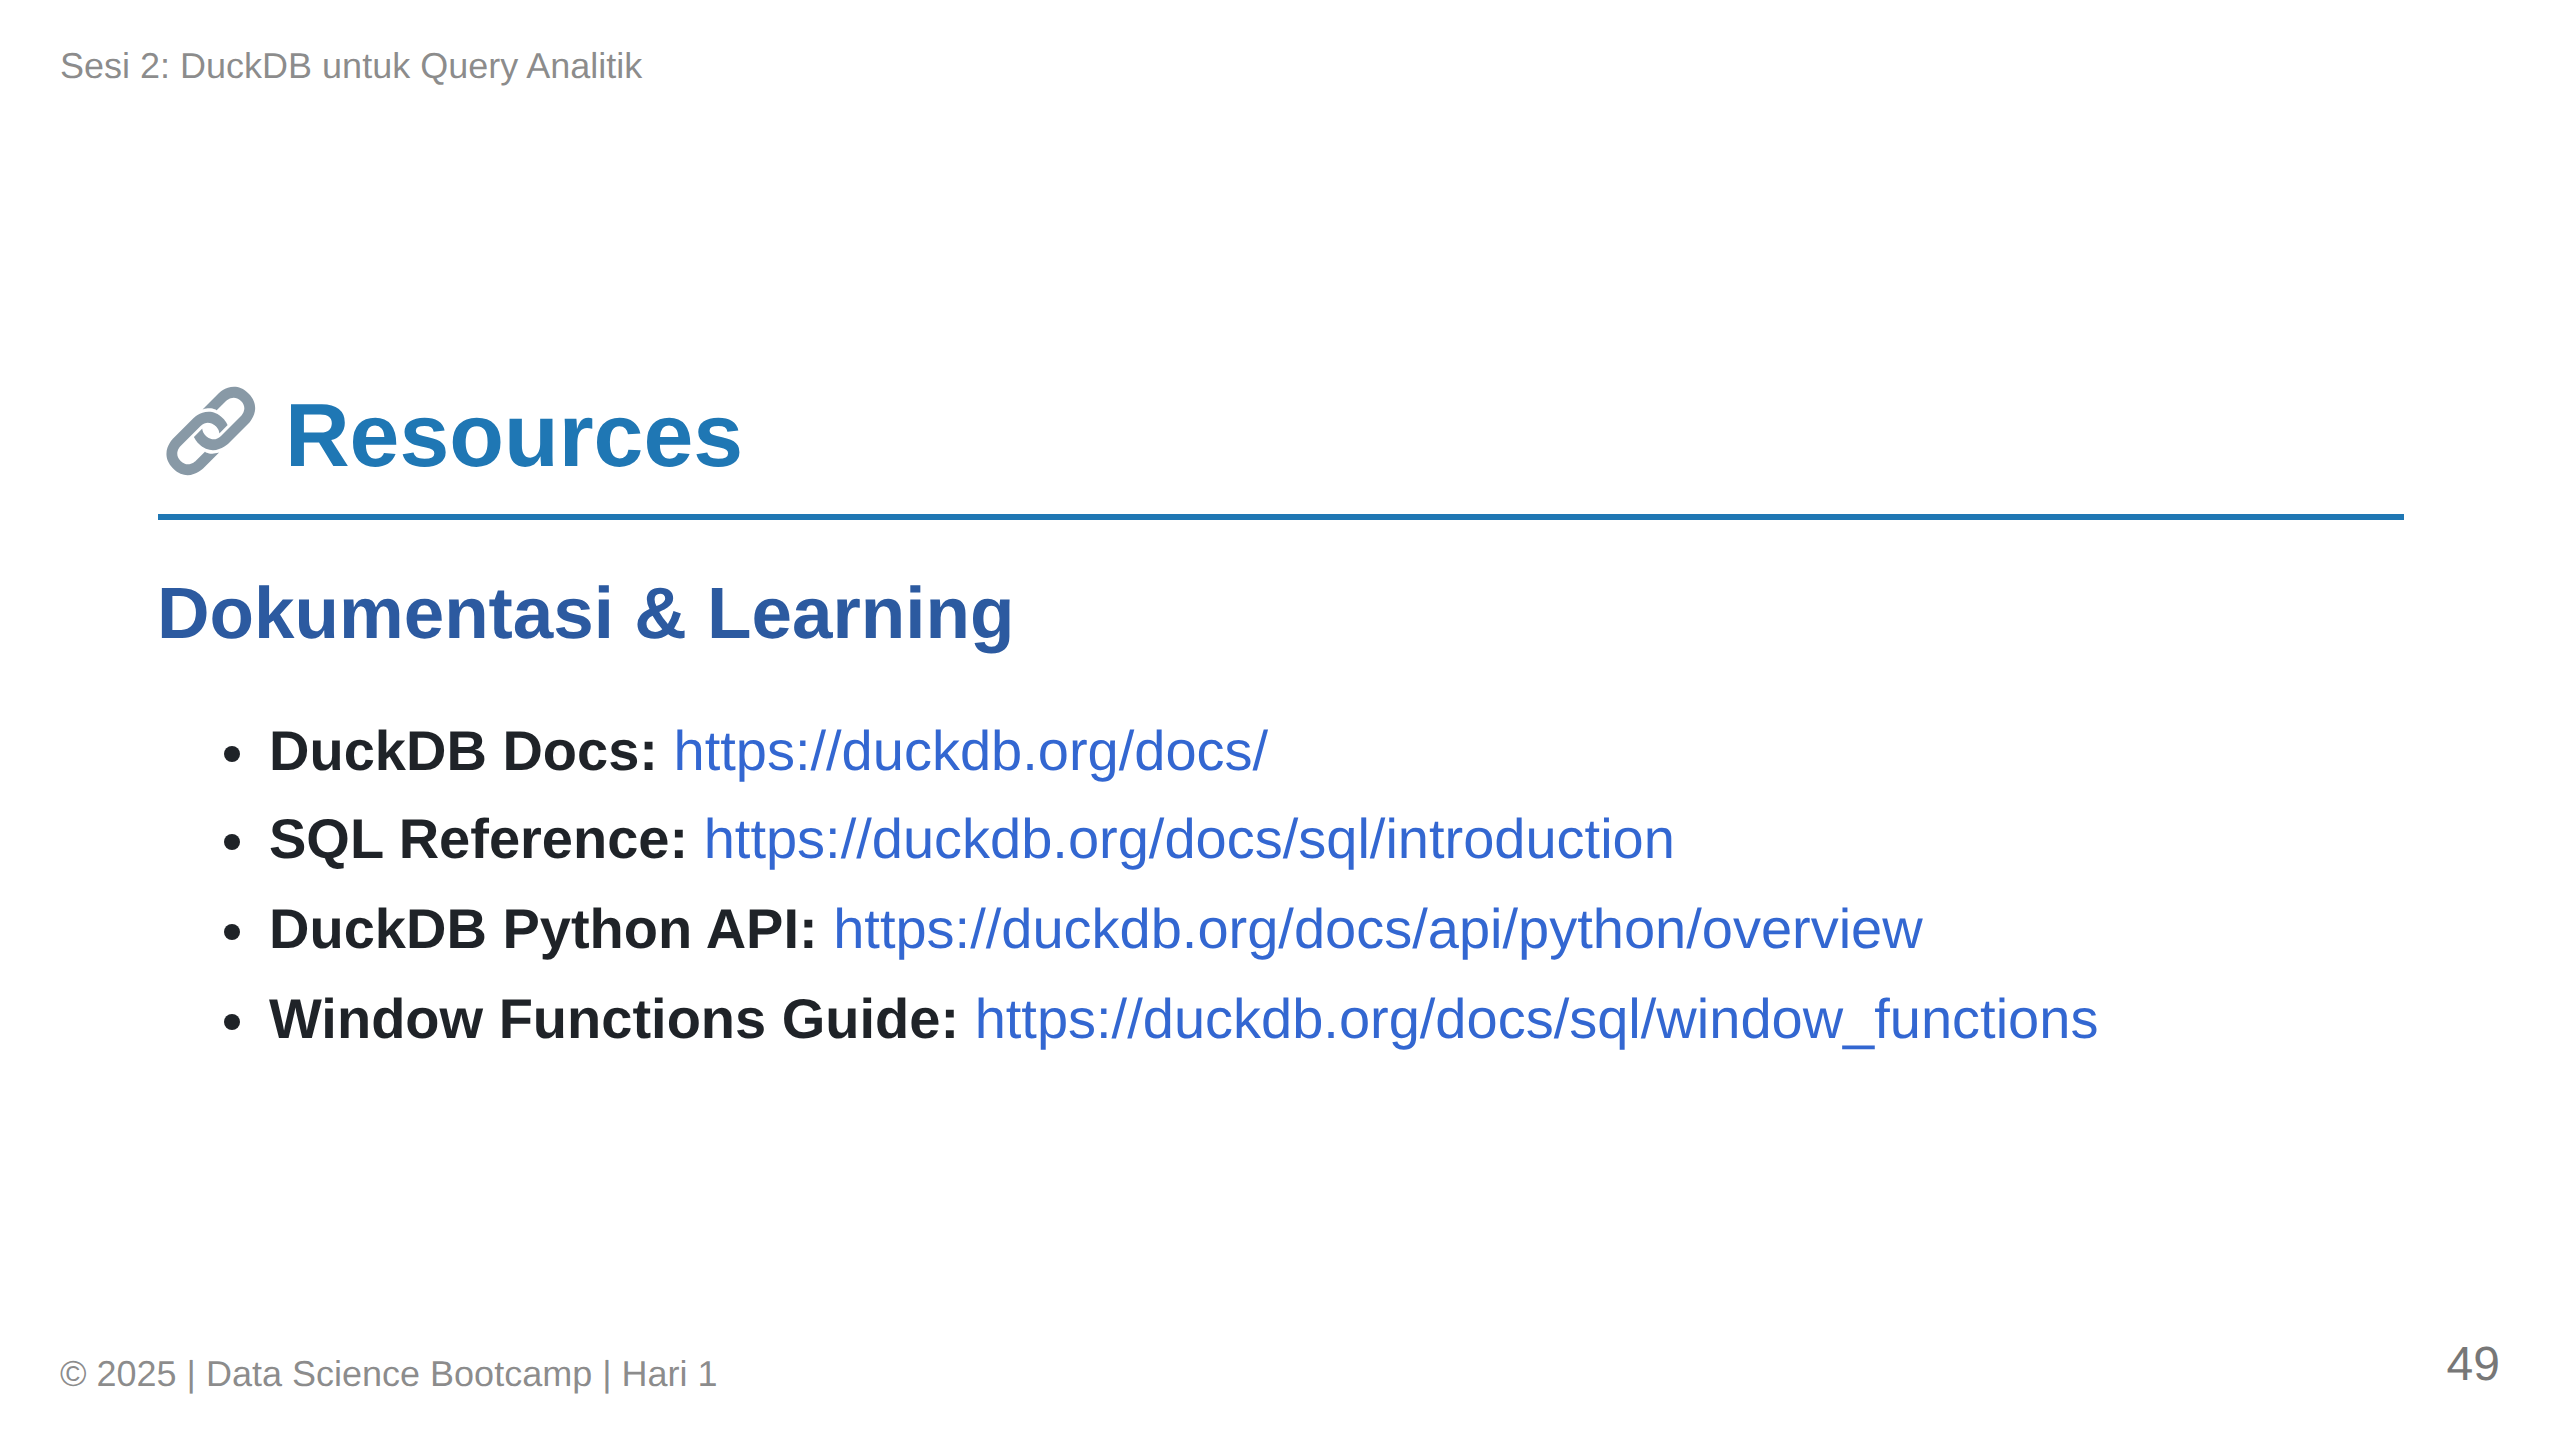 Sesi 2: DuckDB untuk Query Analitik
🔗 Resources
Dokumentasi & Learning
• DuckDB Docs: https://duckdb.org/docs/
• SQL Reference: https://duckdb.org/docs/sql/introduction
• DuckDB Python API: https://duckdb.org/docs/api/python/overview
• Window Functions Guide: https://duckdb.org/docs/sql/window_functions
© 2025 | Data Science Bootcamp | Hari 1
49